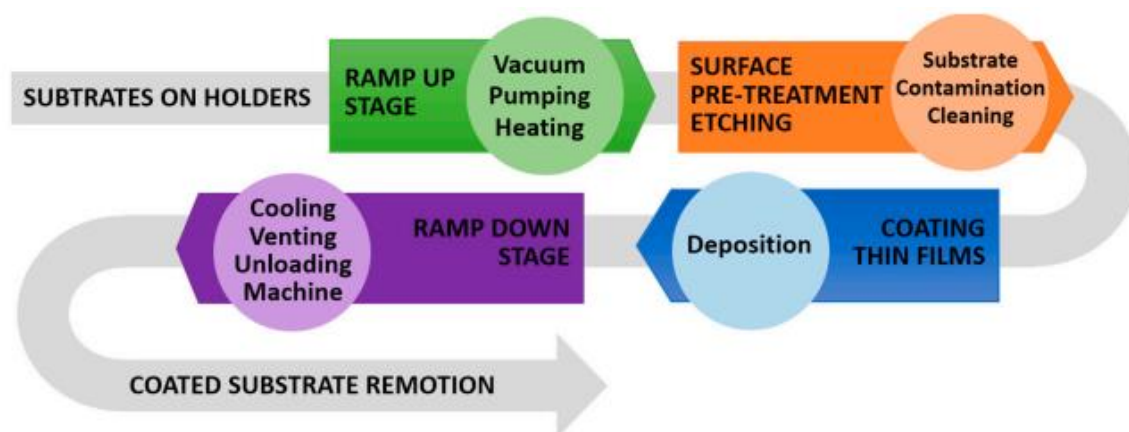 SUBTRATES ON HOLDERS
RAMP UP
STAGE
Vacuum
Pumping
Heating
SURFACE
PRE-TREATMENT
ETCHING
Substrate
Contamination
Cleaning
COATING
THIN FILMS
Deposition
RAMP DOWN
STAGE
Cooling
Venting
Unloading
Machine
COATED SUBSTRATE REMOTION